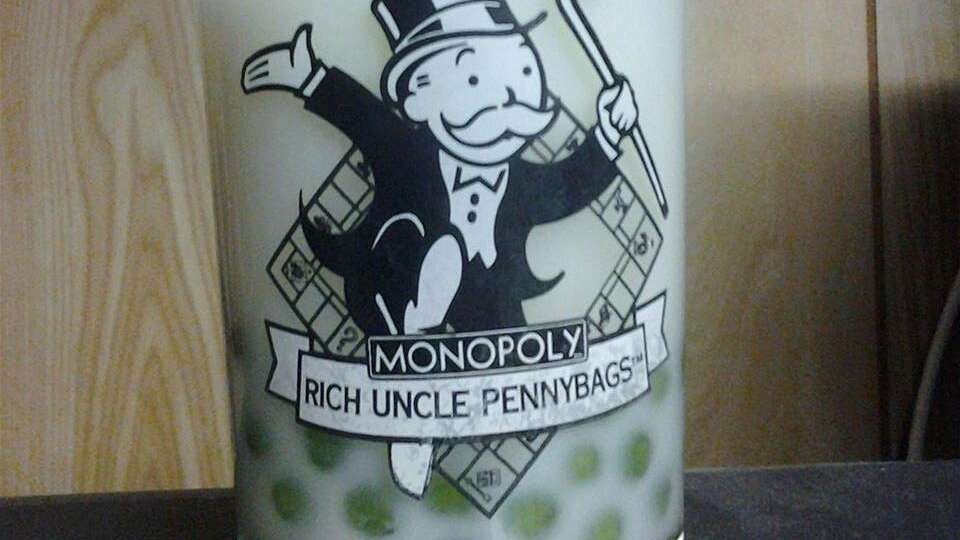 MONOPOLY
RICH UNCLE PENNYBAGS™
?